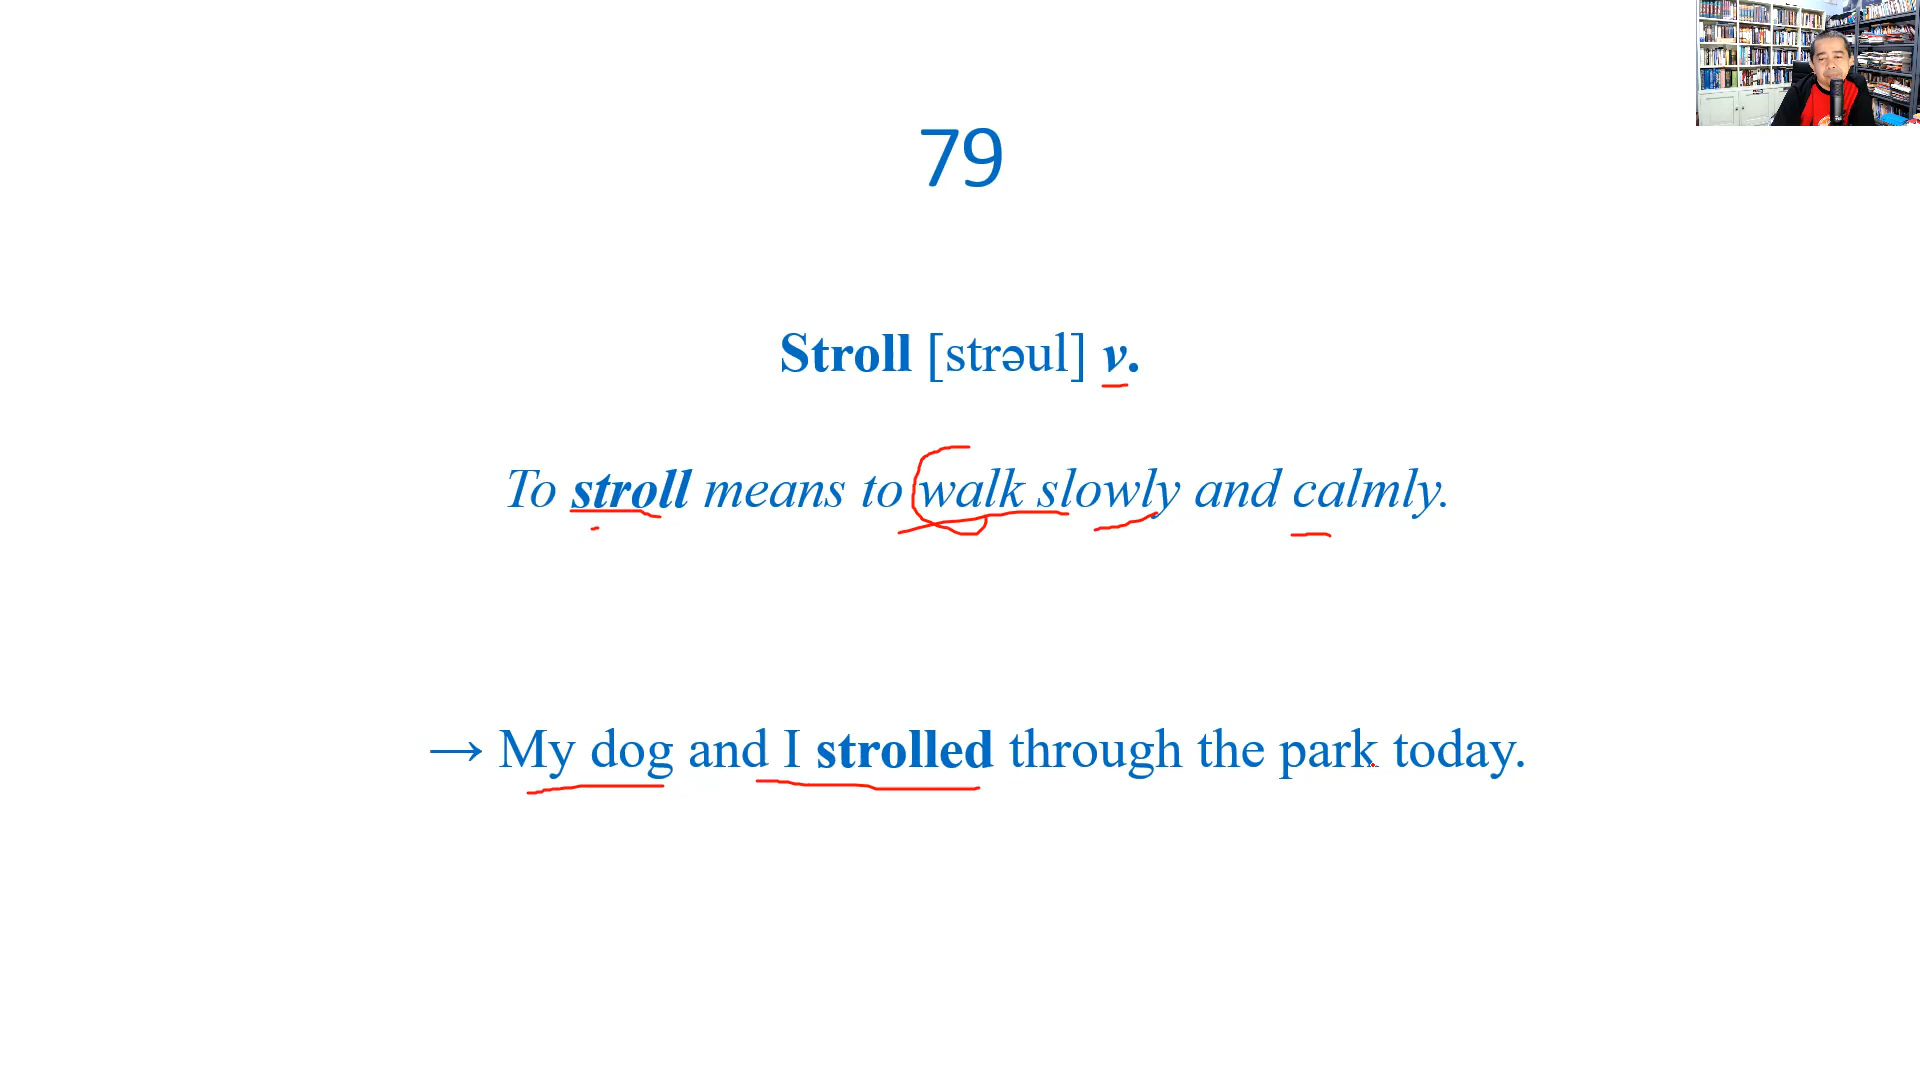 79
Stroll [strəul] v.
To stroll means to walk slowly and calmly.
→ My dog and I strolled through the park today.